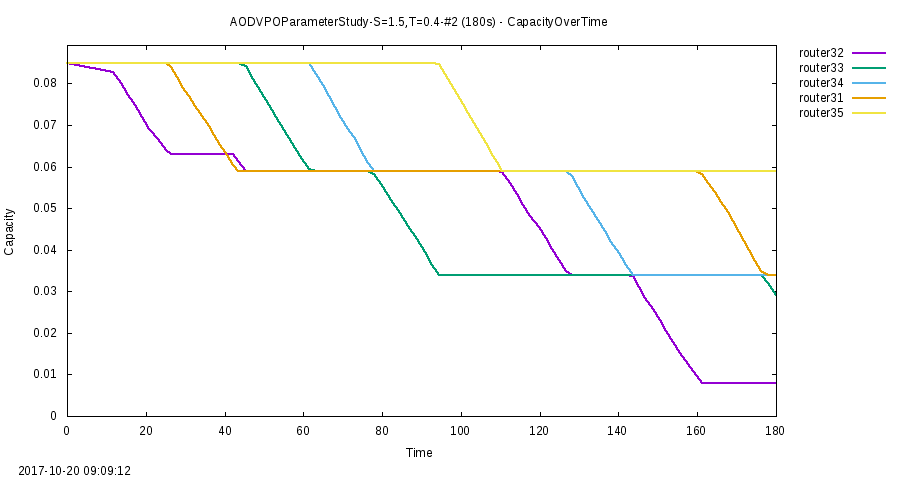 AODVPOParameterStudy-S=1.5,T=0.4-#2 (180s) - CapacityOverTime
router32
router33
router34
router31
router35
0.08
0.07
0.06
0.05
0.04
0.03
0.02
0.01
0
Capacity
0 20 40 60 80 100 120 140 160 180
Time
2017-10-20 09:09:12